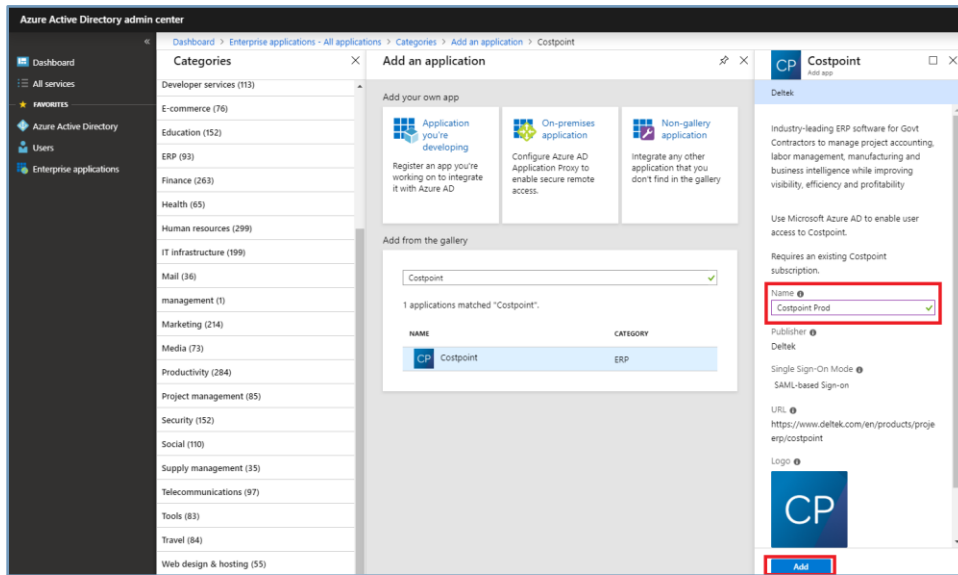 Azure Active Directory admin center
«
Dashboard > Enterprise applications - All applications > Categories > Add an application > Costpoint
Dashboard
All services
FAVORITES
Azure Active Directory
Users
Enterprise applications
Categories
Developer services (113)
E-commerce (76)
Education (152)
ERP (93)
Finance (263)
Health (65)
Human resources (299)
IT infrastructure (199)
Mail (36)
management (1)
Marketing (214)
Media (73)
Productivity (284)
Project management (85)
Security (152)
Social (110)
Supply management (35)
Telecommunications (97)
Tools (83)
Travel (84)
Web design & hosting (55)
Add an application
Add your own app
Application
you're
developing
Register an app you're
working on to integrate
it with Azure AD
On-premises
application
Configure Azure AD
Application Proxy to
enable secure remote
access.
Non-gallery
application
Integrate any other
application that you
don't find in the gallery
Add from the gallery
Costpoint
1 applications matched "Costpoint".
NAME CATEGORY
CP Costpoint ERP
CP
Costpoint
Add app
Deltek
Industry-leading ERP software for Govt
Contractors to manage project accounting,
labor management, manufacturing and
business intelligence while improving
visibility, efficiency and profitability
Use Microsoft Azure AD to enable user
access to Costpoint.
Requires an existing Costpoint
subscription.
Name
Costpoint Prod
Publisher
Deltek
Single Sign-On Mode
SAML-based Sign-on
URL
https://www.deltek.com/en/products/proje
erp/costpoint
Logo
CP
Add